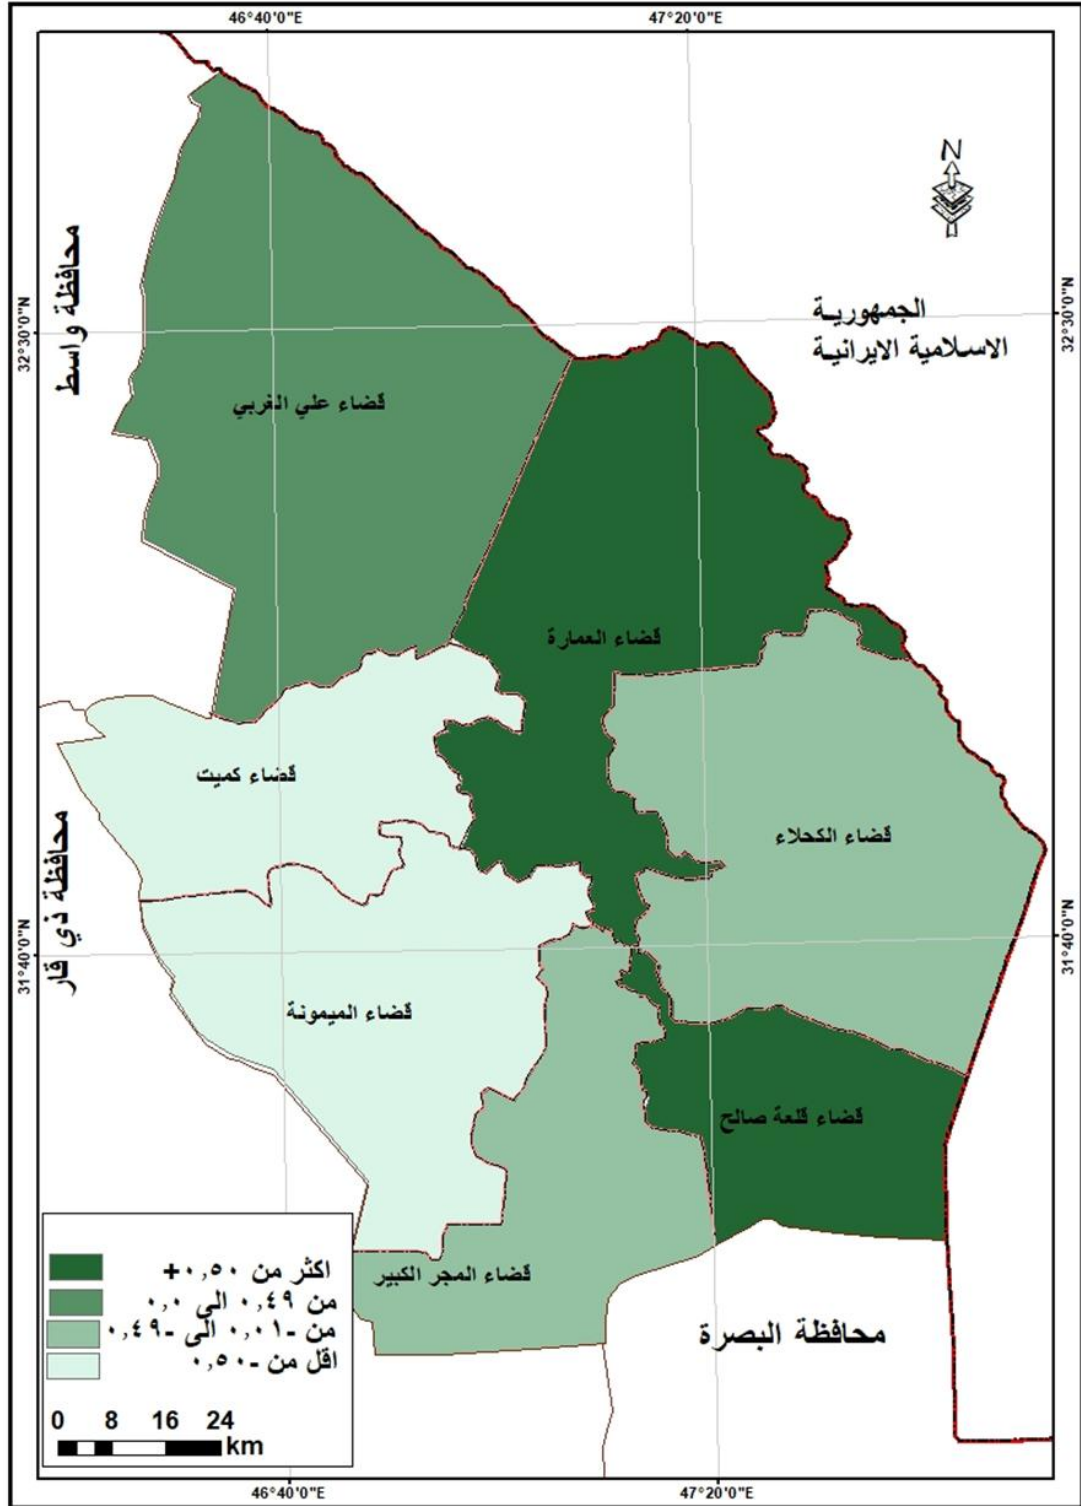 46°40'0"E
47°20'0"E
N
الجمهورية
الاسلامية الايرانية
محافظة واسط
32°30'0"N
32°30'0"N
قضاء علي الغربي
قضاء العمارة
قضاء كميت
قضاء الكحلاء
محافظة ذي قار
31°40'0"N
31°40'0"N
قضاء الميمونة
قضاء قلعة صالح
قضاء المجر الكبير
محافظة البصرة
اكثر من ٠,٥٠+
من ٠,٤٩ الى ٠,٠
من -٠,٠١ الى -٠,٤٩
اقل من -٠,٥٠
0 8 16 24
km
46°40'0"E
47°20'0"E